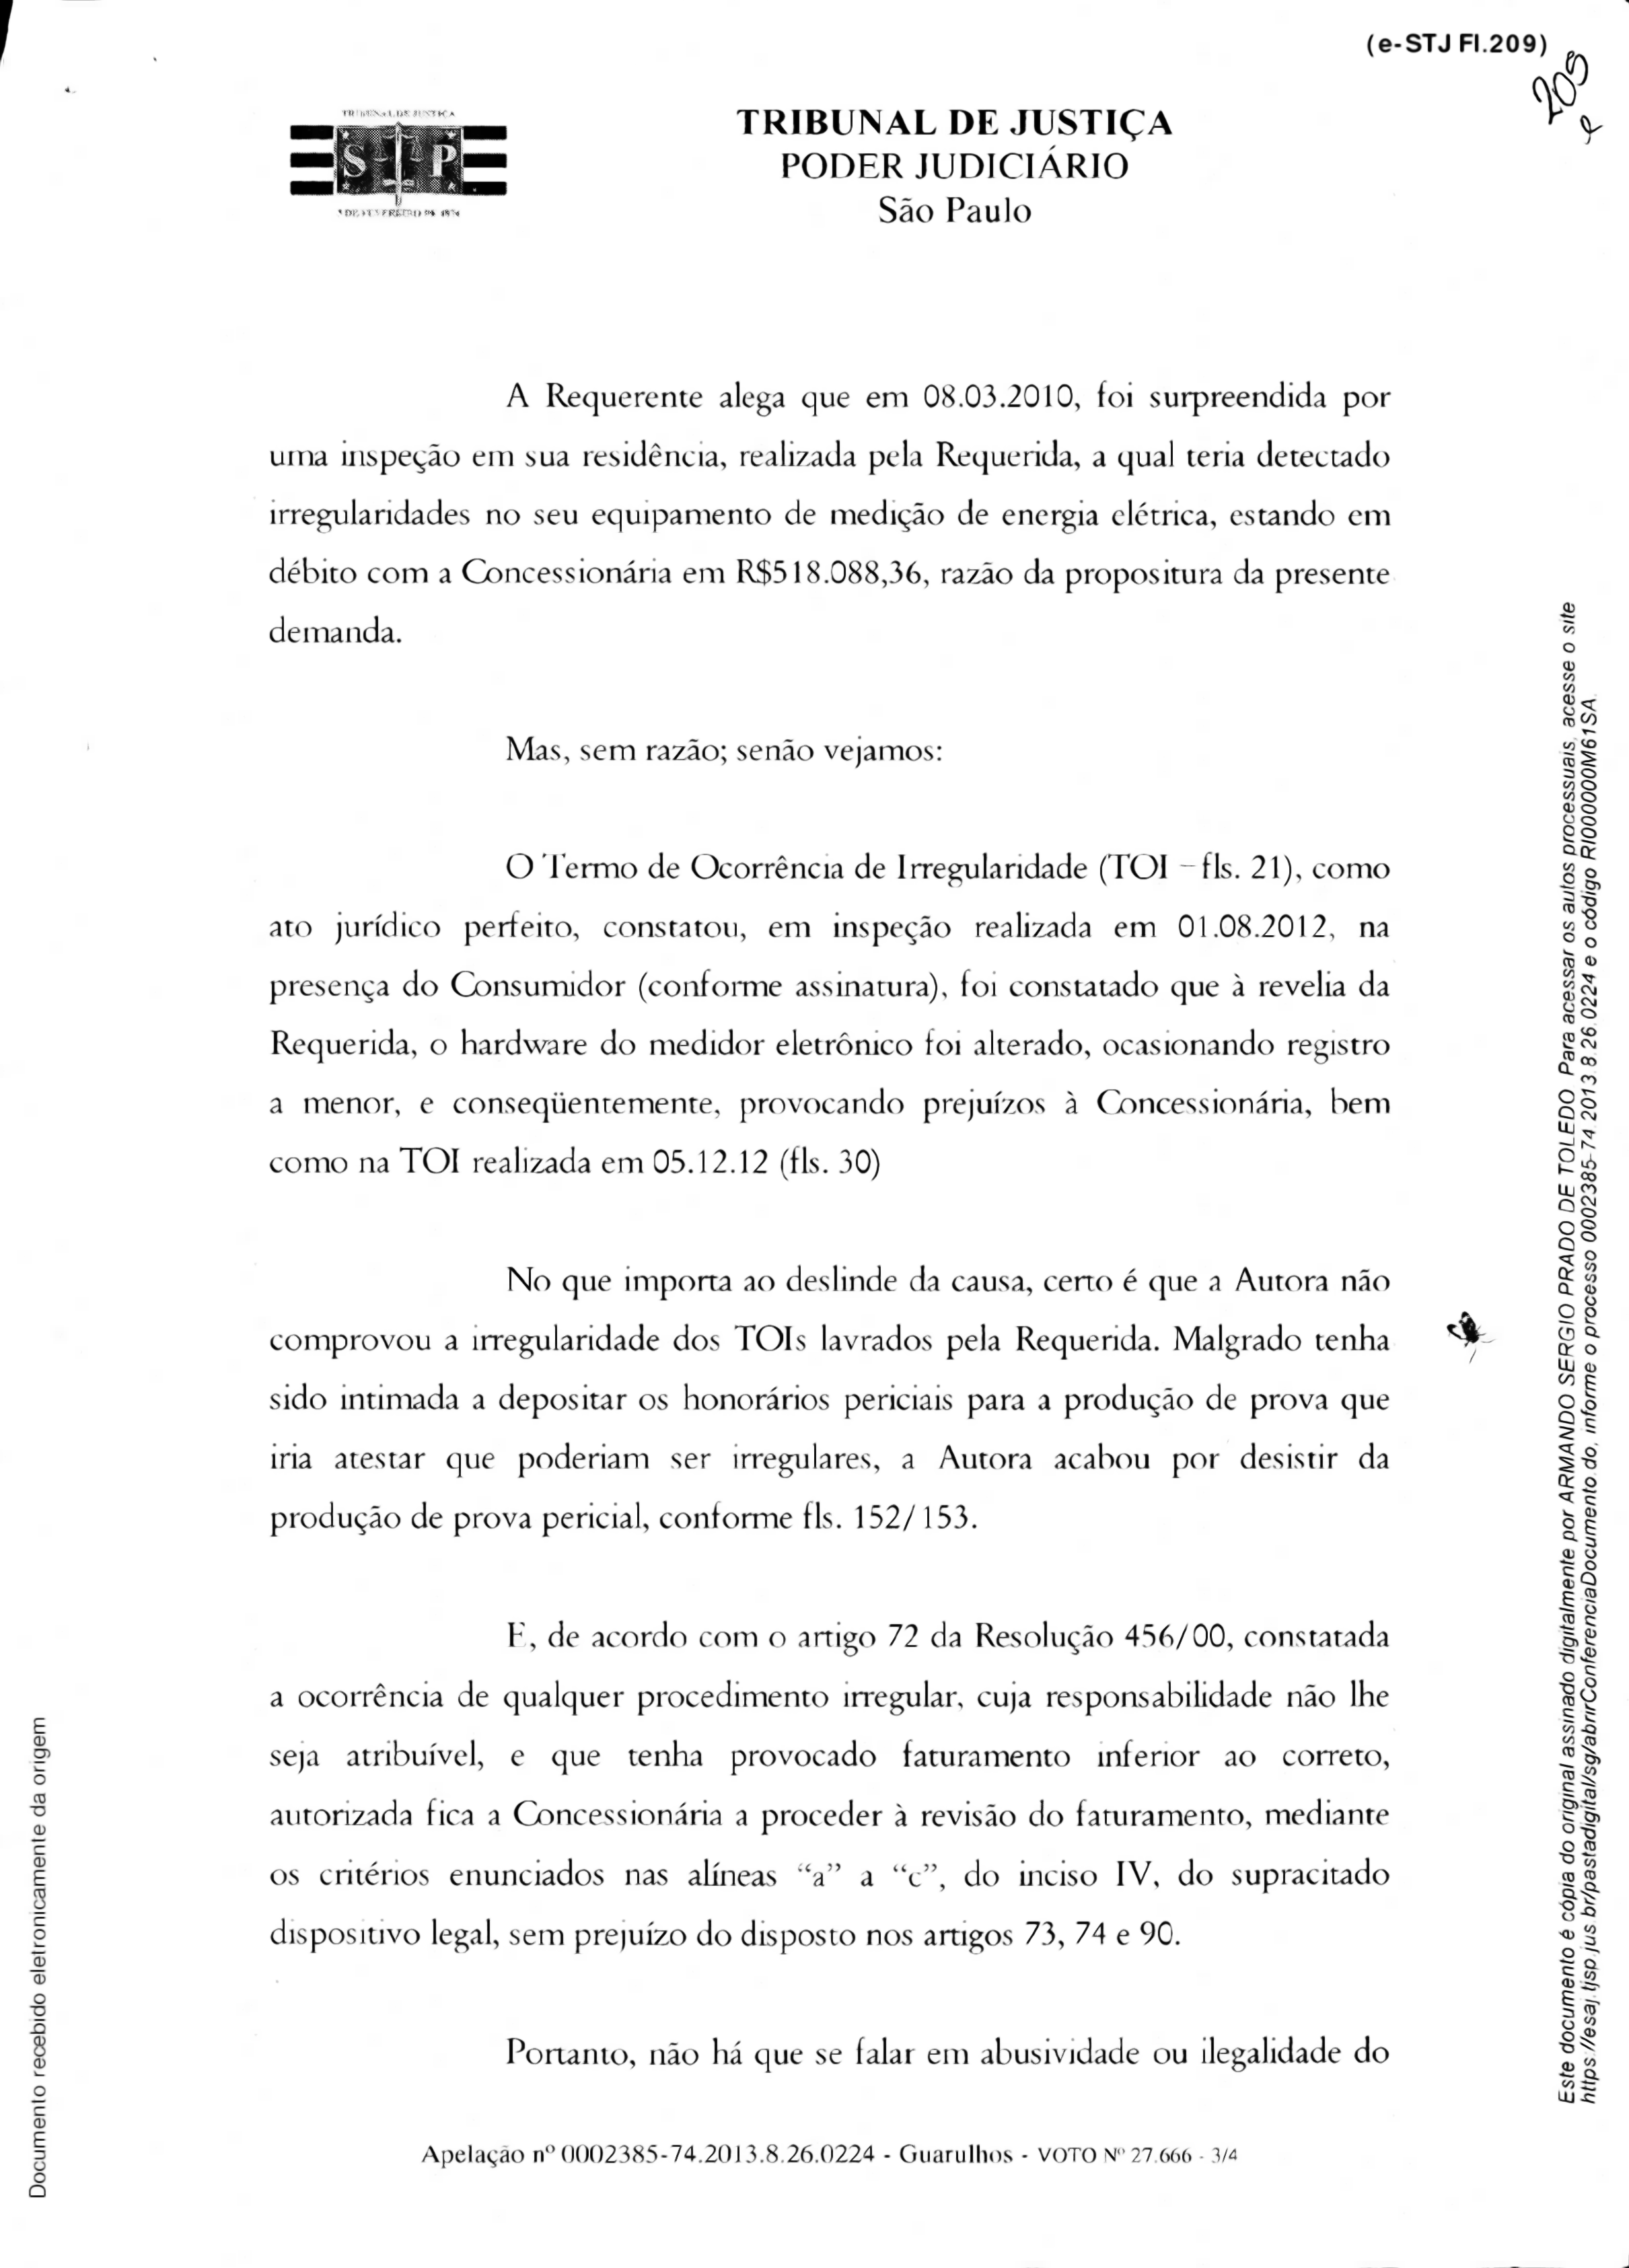 (e-STJ Fl.209)
205
TRIBUNAL DE JUSTIÇA
S P
3 DE FEVEREIRO DE 1874
TRIBUNAL DE JUSTIÇA
PODER JUDICIÁRIO
São Paulo
A Requerente alega que em 08.03.2010, foi surpreendida por
uma inspeção em sua residência, realizada pela Requerida, a qual teria detectado
irregularidades no seu equipamento de medição de energia elétrica, estando em
débito com a Concessionária em R$518.088,36, razão da propositura da presente
demanda.
Mas, sem razão; senão vejamos:
O Termo de Ocorrência de Irregularidade (TOI – fls. 21), como
ato jurídico perfeito, constatou, em inspeção realizada em 01.08.2012, na
presença do Consumidor (conforme assinatura), foi constatado que à revelia da
Requerida, o hardware do medidor eletrônico foi alterado, ocasionando registro
a menor, e conseqüentemente, provocando prejuízos à Concessionária, bem
como na TOI realizada em 05.12.12 (fls. 30)
No que importa ao deslinde da causa, certo é que a Autora não
comprovou a irregularidade dos TOIs lavrados pela Requerida. Malgrado tenha
sido intimada a depositar os honorários periciais para a produção de prova que
iria atestar que poderiam ser irregulares, a Autora acabou por desistir da
produção de prova pericial, conforme fls. 152/153.
E, de acordo com o artigo 72 da Resolução 456/00, constatada
a ocorrência de qualquer procedimento irregular, cuja responsabilidade não lhe
seja atribuível, e que tenha provocado faturamento inferior ao correto,
autorizada fica a Concessionária a proceder à revisão do faturamento, mediante
os critérios enunciados nas alíneas “a” a “c”, do inciso IV, do supracitado
dispositivo legal, sem prejuízo do disposto nos artigos 73, 74 e 90.
Portanto, não há que se falar em abusividade ou ilegalidade do
Apelação nº 0002385-74.2013.8.26.0224 - Guarulhos - VOTO Nº 27.666 - 3/4
Documento recebido eletronicamente da origem
Este documento é cópia do original assinado digitalmente por ARMANDO SERGIO PRADO DE TOLEDO Para acessar os autos processuais, acesse o site
https://esaj.tjsp.jus.br/pastadigital/sg/abrirConferenciaDocumento.do, informe o processo 0002385-74.2013.8.26.0224 e o código RI00000M61SA.